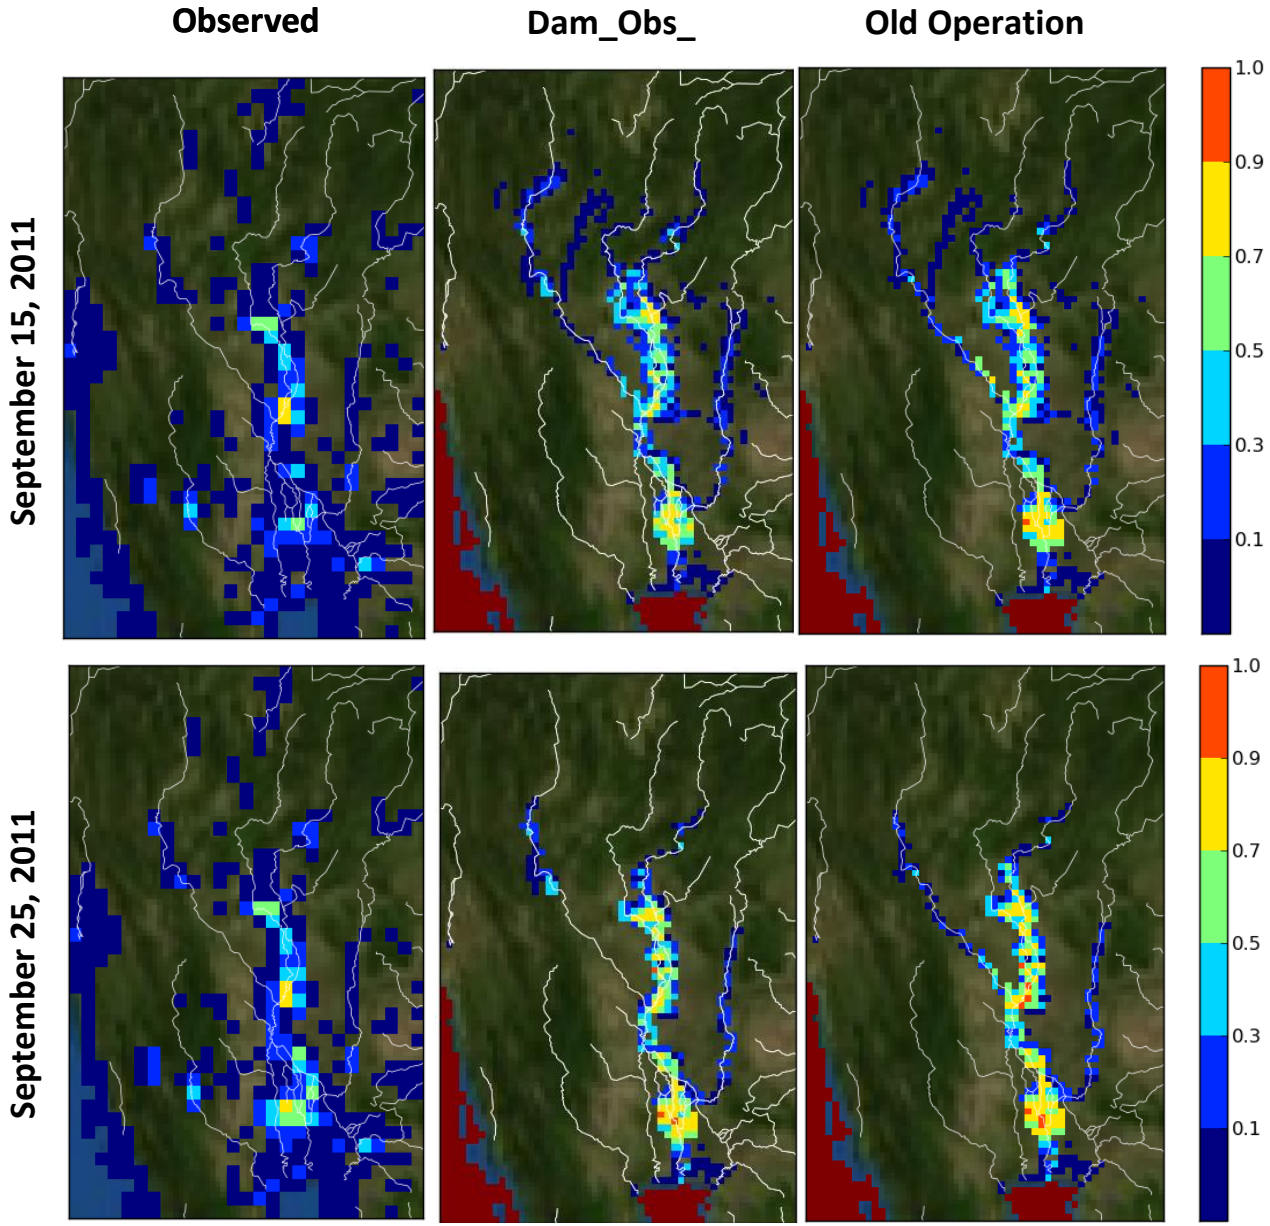 Observed
Dam_Obs_
Old Operation
September 15, 2011
1.0
0.9
0.7
0.5
0.3
0.1
September 25, 2011
1.0
0.9
0.7
0.5
0.3
0.1